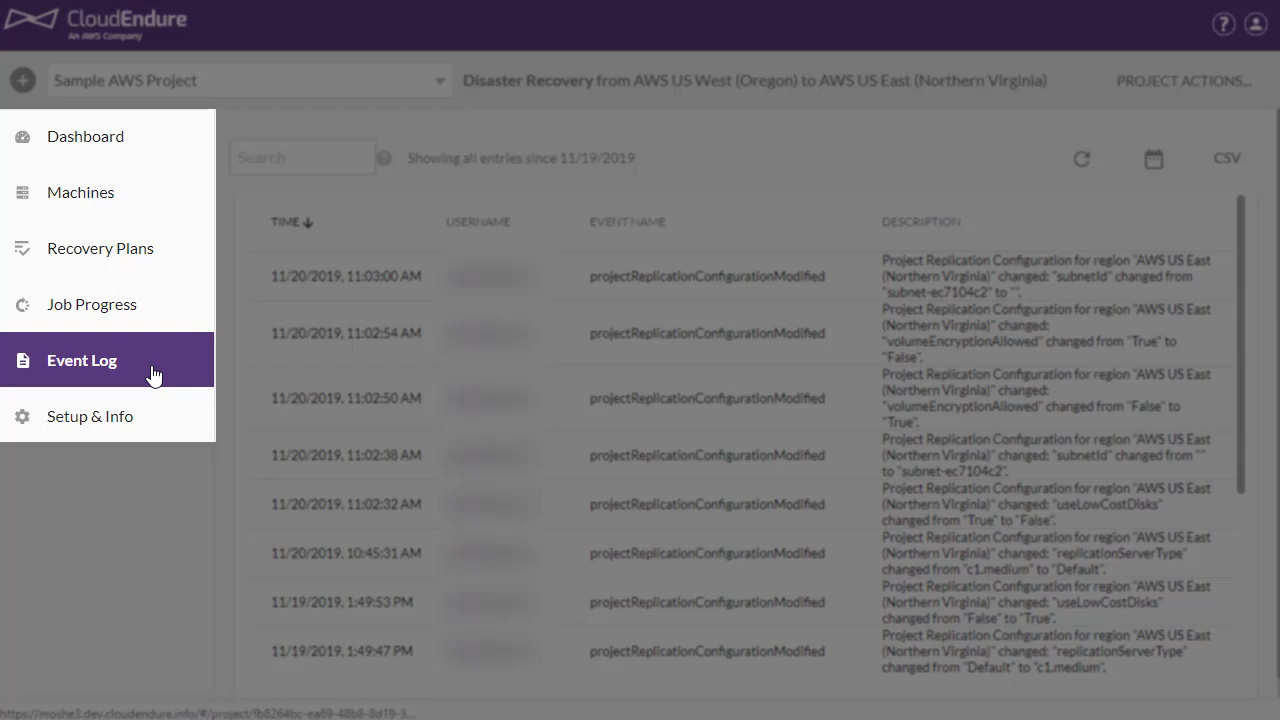 CloudEndure
An AWS Company
Sample AWS Project
Disaster Recovery from AWS US West (Oregon) to AWS US East (Northern Virginia)
PROJECT ACTIONS...
Dashboard
Machines
Recovery Plans
Job Progress
Event Log
Setup & Info
Search
Showing all entries since 11/19/2019
CSV
TIME USERNAME EVENT NAME DESCRIPTION
11/20/2019, 11:03:00 AM projectReplicationConfigurationModified
Project Replication Configuration for region "AWS US East
(Northern Virginia)" changed: "subnetId" changed from
"subnet-ec7104c2" to "".
11/20/2019, 11:02:54 AM projectReplicationConfigurationModified
Project Replication Configuration for region "AWS US East
(Northern Virginia)" changed:
"volumeEncryptionAllowed" changed from "True" to
"False".
11/20/2019, 11:02:50 AM projectReplicationConfigurationModified
Project Replication Configuration for region "AWS US East
(Northern Virginia)" changed:
"volumeEncryptionAllowed" changed from "False" to
"True".
11/20/2019, 11:02:38 AM projectReplicationConfigurationModified
Project Replication Configuration for region "AWS US East
(Northern Virginia)" changed: "subnetId" changed from ""
to "subnet-ec7104c2".
11/20/2019, 11:02:32 AM projectReplicationConfigurationModified
Project Replication Configuration for region "AWS US East
(Northern Virginia)" changed: "useLowCostDisks"
changed from "True" to "False".
11/20/2019, 10:45:31 AM projectReplicationConfigurationModified
Project Replication Configuration for region "AWS US East
(Northern Virginia)" changed: "replicationServerType"
changed from "c1.medium" to "Default".
11/19/2019, 1:49:53 PM projectReplicationConfigurationModified
Project Replication Configuration for region "AWS US East
(Northern Virginia)" changed: "useLowCostDisks"
changed from "False" to "True".
11/19/2019, 1:49:47 PM projectReplicationConfigurationModified
Project Replication Configuration for region "AWS US East
(Northern Virginia)" changed: "replicationServerType"
changed from "Default" to "c1.medium".
https://moshe3.dev.cloudendure.info/#/project/fb8264bc-ea69-48b8-8d19-3...